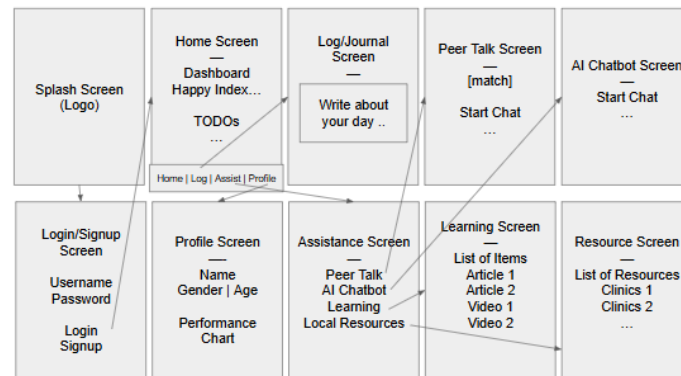 Splash Screen
(Logo)
Home Screen
—
Dashboard
Happy Index...
TODOs
...
Home | Log | Assist | Profile
Log/Journal
Screen
—
Write about
your day ..
Peer Talk Screen
—
[match]
Start Chat
...
AI Chatbot Screen
—
Start Chat
...
Login/Signup
Screen
Username
Password
Login
Signup
Profile Screen
—
Name
Gender | Age
Performance
Chart
Assistance Screen
—
Peer Talk
AI Chatbot
Learning
Local Resources
Learning Screen
—
List of Items
Article 1
Article 2
Video 1
Video 2
Resource Screen
—
List of Resources
Clinics 1
Clinics 2
...